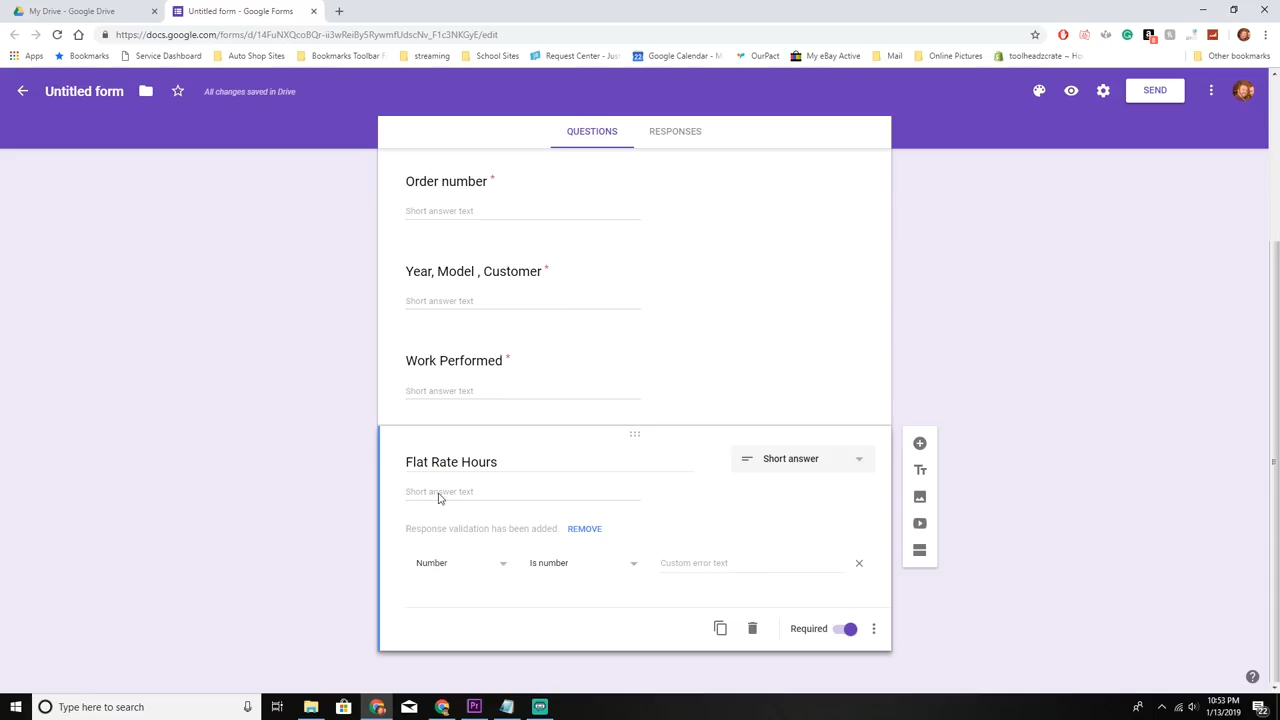 My Drive - Google Drive
Untitled form - Google Forms
https://docs.google.com/forms/d/14FuNXQcoBQr-ii3wReiBy5RywmfUdscNv_F1c3NKGyE/edit
Apps
Bookmarks
Service Dashboard
Auto Shop Sites
Bookmarks Toolbar F
streaming
School Sites
Request Center - Jus
22
Google Calendar - M
OurPact
My eBay Active
Mail
Online Pictures
toolheadzcrate ~ Ho
Other bookmarks
Untitled form
All changes saved in Drive
SEND
QUESTIONS
RESPONSES
Order number *
Short answer text
Year, Model , Customer *
Short answer text
Work Performed *
Short answer text
Flat Rate Hours
Short answer
Tt
Short answer text
Response validation has been added.
REMOVE
Number
Is number
Custom error text
Required
Type here to search
Pr
10:53 PM
1/13/2019
22